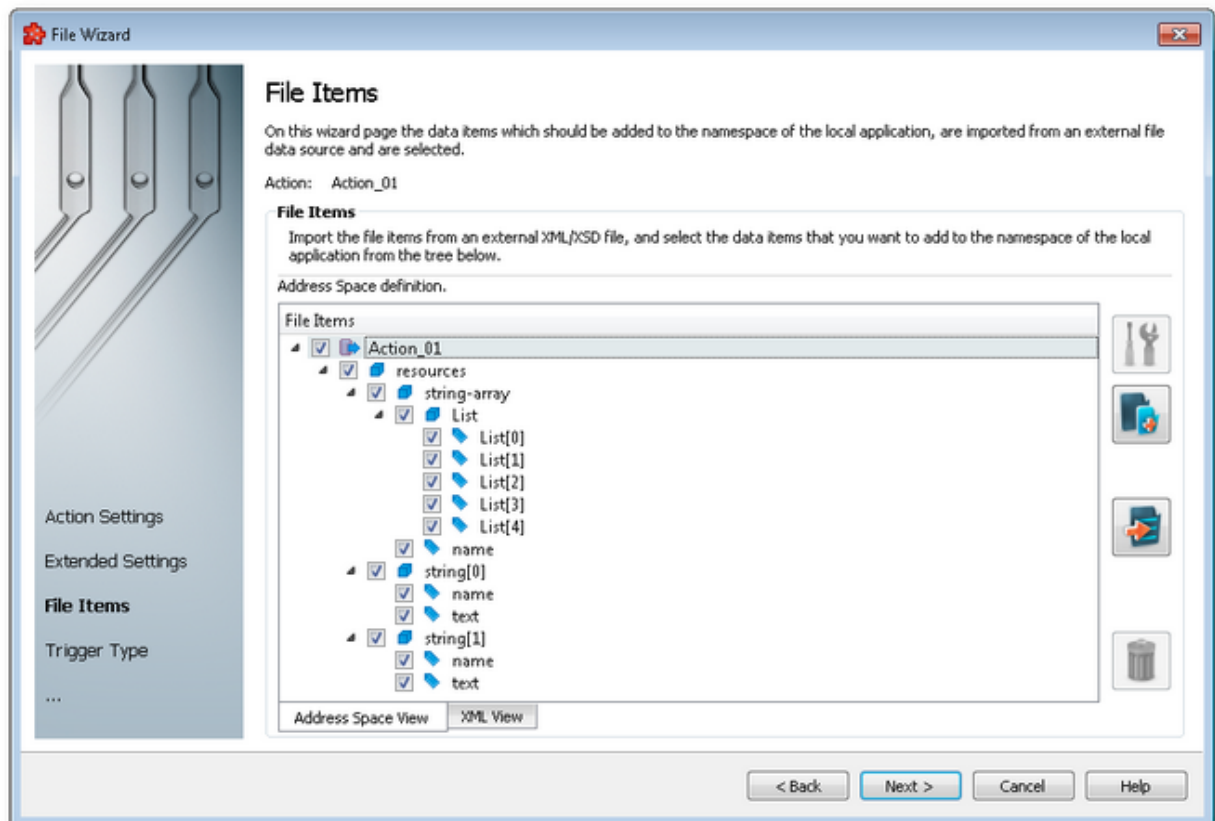 File Wizard
File Items
On this wizard page the data items which should be added to the namespace of the local application, are imported from an external file
data source and are selected.
Action: Action_01
File Items
Import the file items from an external XML/XSD file, and select the data items that you want to add to the namespace of the local
application from the tree below.
Address Space definition.
File Items
Action_01
resources
string-array
List
List[0]
List[1]
List[2]
List[3]
List[4]
name
string[0]
name
text
string[1]
name
text
Address Space View XML View
Action Settings
Extended Settings
File Items
Trigger Type
...
< Back Next > Cancel Help